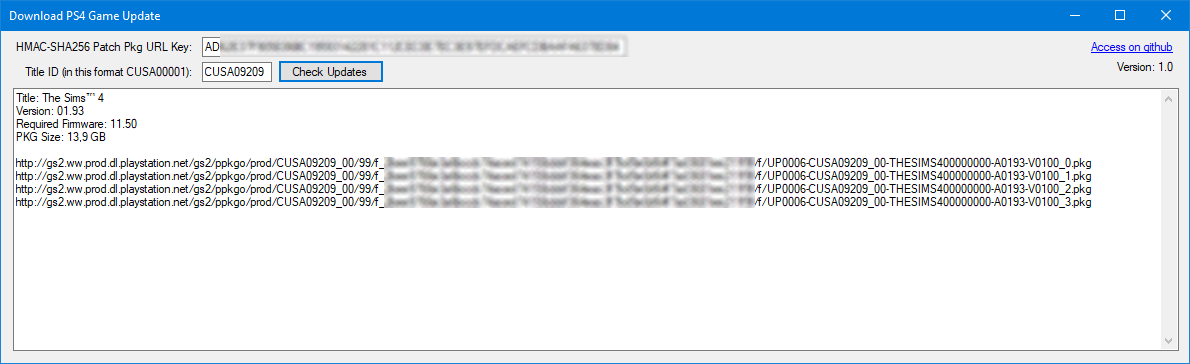 Download PS4 Game Update
HMAC-SHA256 Patch Pkg URL Key: AD
Access on github
Title ID (in this format CUSA00001): CUSA09209 Check Updates
Version: 1.0
Title: The Sims™ 4
Version: 01.93
Required Firmware: 11.50
PKG Size: 13,9 GB
http://gs2.ww.prod.dl.playstation.net/gs2/ppkgo/prod/CUSA09209_00/99/f_ /f/UP0006-CUSA09209_00-THESIMS400000000-A0193-V0100_0.pkg
http://gs2.ww.prod.dl.playstation.net/gs2/ppkgo/prod/CUSA09209_00/99/f_ /f/UP0006-CUSA09209_00-THESIMS400000000-A0193-V0100_1.pkg
http://gs2.ww.prod.dl.playstation.net/gs2/ppkgo/prod/CUSA09209_00/99/f_ /f/UP0006-CUSA09209_00-THESIMS400000000-A0193-V0100_2.pkg
http://gs2.ww.prod.dl.playstation.net/gs2/ppkgo/prod/CUSA09209_00/99/f_ /f/UP0006-CUSA09209_00-THESIMS400000000-A0193-V0100_3.pkg